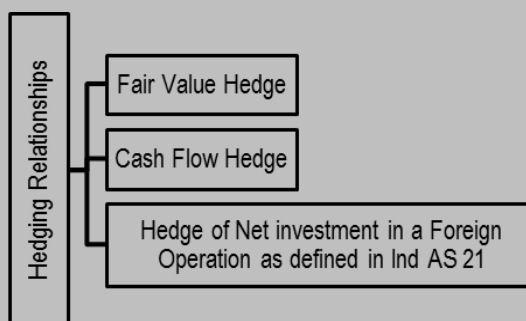 Hedging Relationships
Fair Value Hedge
Cash Flow Hedge
Hedge of Net investment in a Foreign
Operation as defined in Ind AS 21